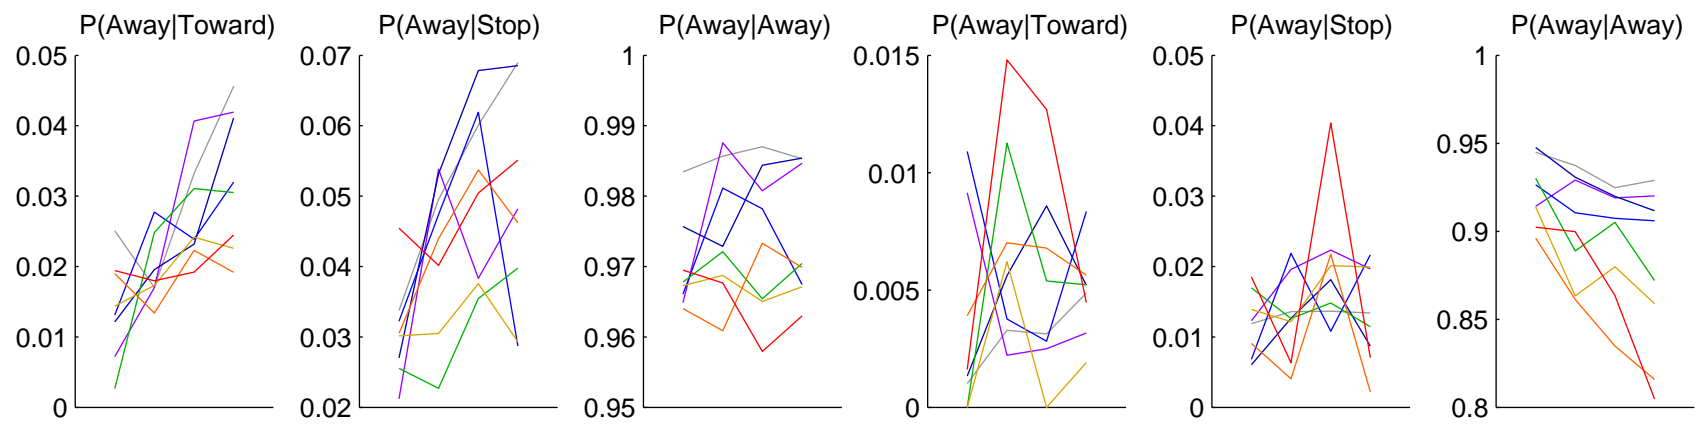 P(Away|Toward) P(Away|Stop) P(Away|Away) P(Away|Toward) P(Away|Stop) P(Away|Away)
0.05 0.07 1 0.015 0.05 1
0.04 0.06 0.99 0.04
0.95
0.03 0.05 0.98 0.01 0.03
0.9
0.02 0.04 0.97 0.02
0.005
0.01 0.03 0.96 0.01 0.85
0 0.02 0.95 0 0 0.8